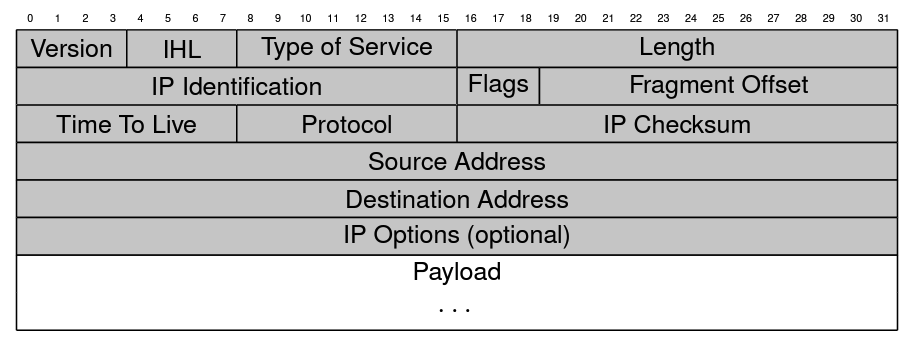 0 1 2 3 4 5 6 7 8 9 10 11 12 13 14 15 16 17 18 19 20 21 22 23 24 25 26 27 28 29 30 31
Version IHL Type of Service Length
IP Identification Flags Fragment Offset
Time To Live Protocol IP Checksum
Source Address
Destination Address
IP Options (optional)
Payload
. . .